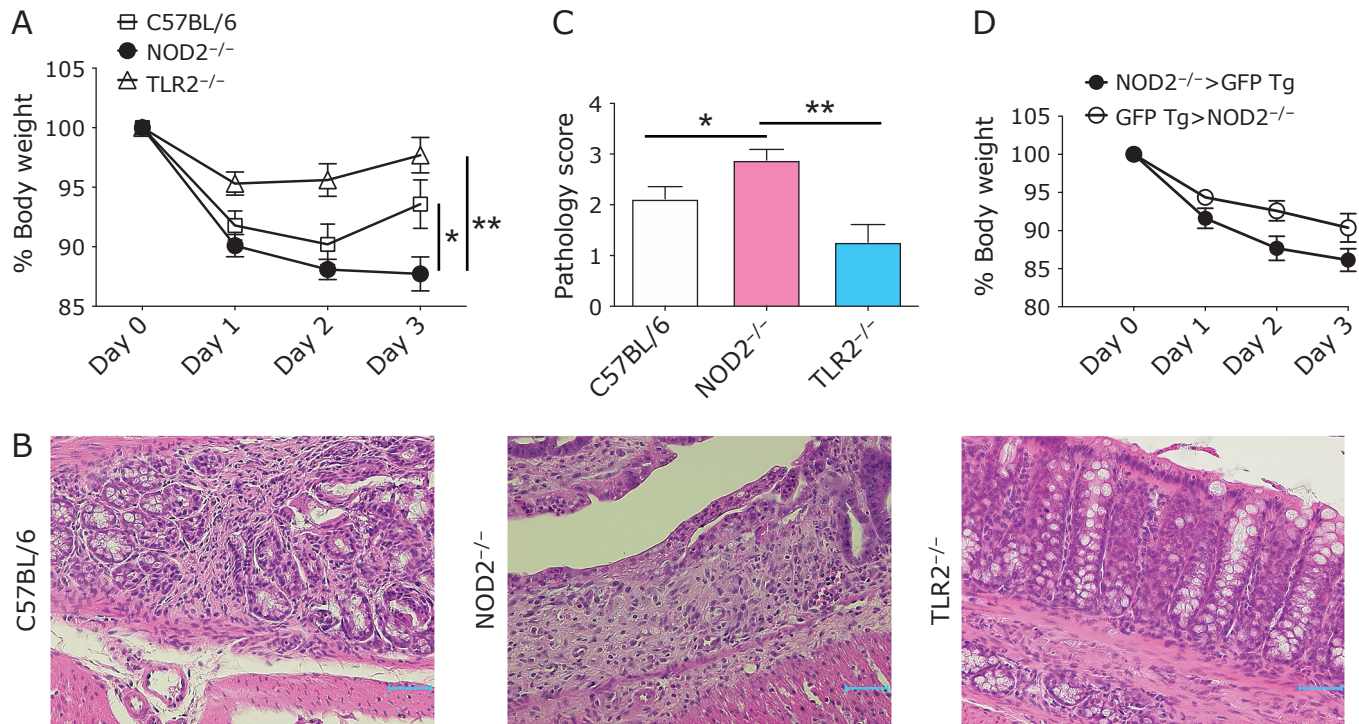 A
C57BL/6
NOD2−/−
TLR2−/−
% Body weight
105
100
95
90
85
Day 0
Day 1
Day 2
Day 3
*
**
C
Pathology score
4
3
2
1
0
*
**
C57BL/6
NOD2−/−
TLR2−/−
D
NOD2−/−>GFP Tg
GFP Tg>NOD2−/−
% Body weight
100
95
90
85
80
Day 0
Day 1
Day 2
Day 3
B
C57BL/6
NOD2−/−
TLR2−/−